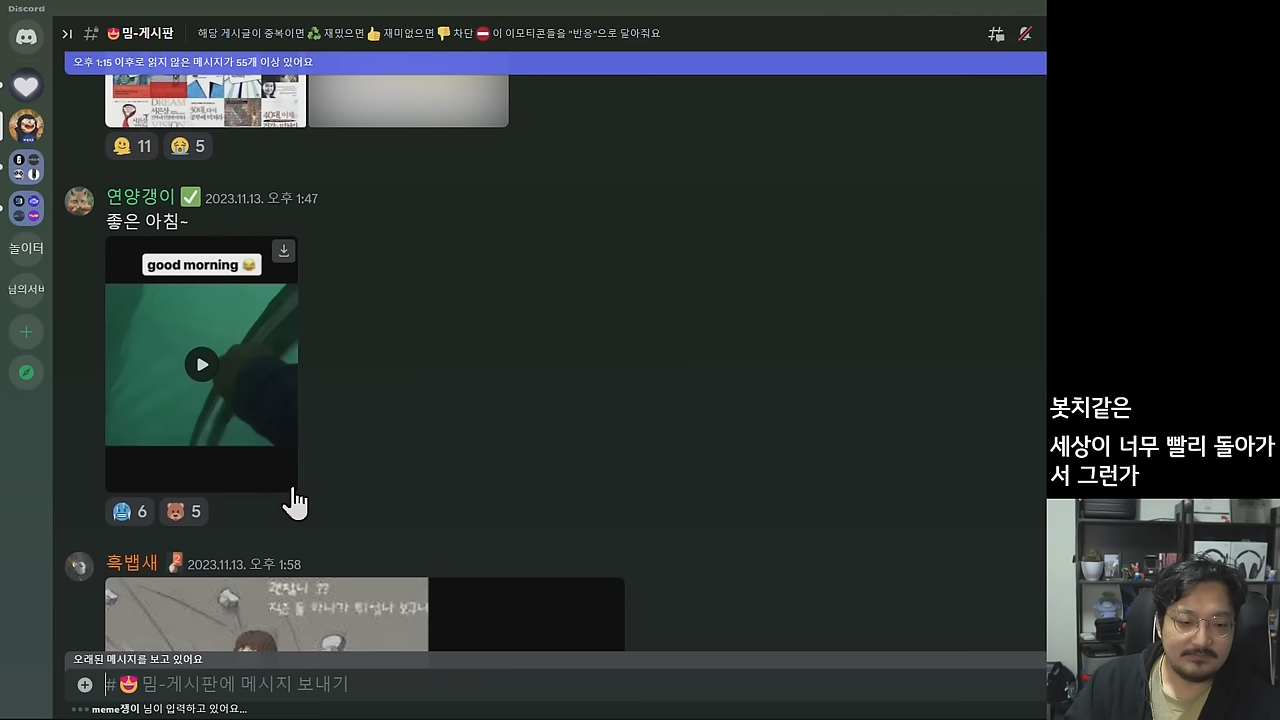 Discord
밈-게시판
해당 게시글이 중복이면 ♻️ 재밌으면 👍 재미없으면 👎 차단 ⛔ 이 이모티콘들을 "반응"으로 달아줘요
오후 1:15 이후로 읽지 않은 메시지가 55개 이상 있어요
DREAM
VISION
11
5
연양갱이 ✅ 2023.11.13. 오후 1:47
좋은 아침~
good morning 😂
6
5
놀이터
님의서버
흑뱁새 2023.11.13. 오후 1:58
괜찮니 ??
오래된 메시지를 보고 있어요
#😍밈-게시판에 메시지 보내기
meme쟁이 님이 입력하고 있어요...
봇치같은
세상이 너무 빨리 돌아가
서 그런가